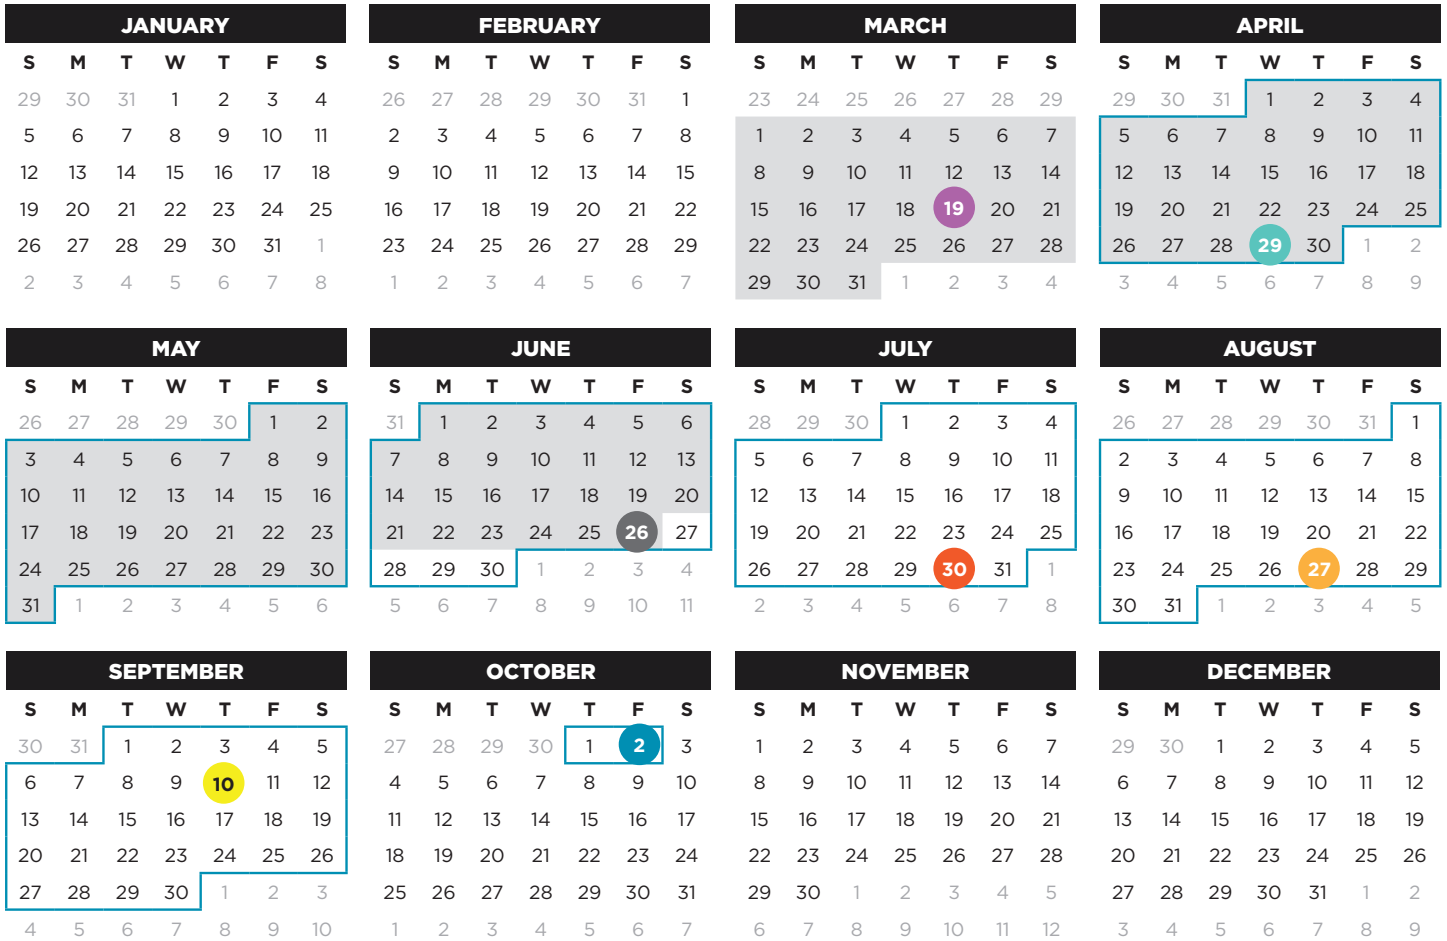 JANUARY FEBRUARY MARCH APRIL
S M T W T F S S M T W T F S S M T W T F S S M T W T F S
29 30 31 1 2 3 4 26 27 28 29 30 31 1 23 24 25 26 27 28 29 29 30 31 1 2 3 4
5 6 7 8 9 10 11 2 3 4 5 6 7 8 1 2 3 4 5 6 7 5 6 7 8 9 10 11
12 13 14 15 16 17 18 9 10 11 12 13 14 15 8 9 10 11 12 13 14 12 13 14 15 16 17 18
19 20 21 22 23 24 25 16 17 18 19 20 21 22 15 16 17 18 19 20 21 19 20 21 22 23 24 25
26 27 28 29 30 31 1 23 24 25 26 27 28 29 22 23 24 25 26 27 28 26 27 28 29 30 1 2
2 3 4 5 6 7 8 1 2 3 4 5 6 7 29 30 31 1 2 3 4 3 4 5 6 7 8 9
MAY JUNE JULY AUGUST
S M T W T F S S M T W T F S S M T W T F S S M T W T F S
26 27 28 29 30 1 2 31 1 2 3 4 5 6 28 29 30 1 2 3 4 26 27 28 29 30 31 1
3 4 5 6 7 8 9 7 8 9 10 11 12 13 5 6 7 8 9 10 11 2 3 4 5 6 7 8
10 11 12 13 14 15 16 14 15 16 17 18 19 20 12 13 14 15 16 17 18 9 10 11 12 13 14 15
17 18 19 20 21 22 23 21 22 23 24 25 26 27 19 20 21 22 23 24 25 16 17 18 19 20 21 22
24 25 26 27 28 29 30 28 29 30 1 2 3 4 26 27 28 29 30 31 1 23 24 25 26 27 28 29
31 1 2 3 4 5 6 5 6 7 8 9 10 11 2 3 4 5 6 7 8 30 31 1 2 3 4 5
SEPTEMBER OCTOBER NOVEMBER DECEMBER
S M T W T F S S M T W T F S S M T W T F S S M T W T F S
30 31 1 2 3 4 5 27 28 29 30 1 2 3 1 2 3 4 5 6 7 29 30 1 2 3 4 5
6 7 8 9 10 11 12 4 5 6 7 8 9 10 8 9 10 11 12 13 14 6 7 8 9 10 11 12
13 14 15 16 17 18 19 11 12 13 14 15 16 17 15 16 17 18 19 20 21 13 14 15 16 17 18 19
20 21 22 23 24 25 26 18 19 20 21 22 23 24 22 23 24 25 26 27 28 20 21 22 23 24 25 26
27 28 29 30 1 2 3 25 26 27 28 29 30 31 29 30 1 2 3 4 5 27 28 29 30 31 1 2
4 5 6 7 8 9 10 1 2 3 4 5 6 7 6 7 8 9 10 11 12 3 4 5 6 7 8 9